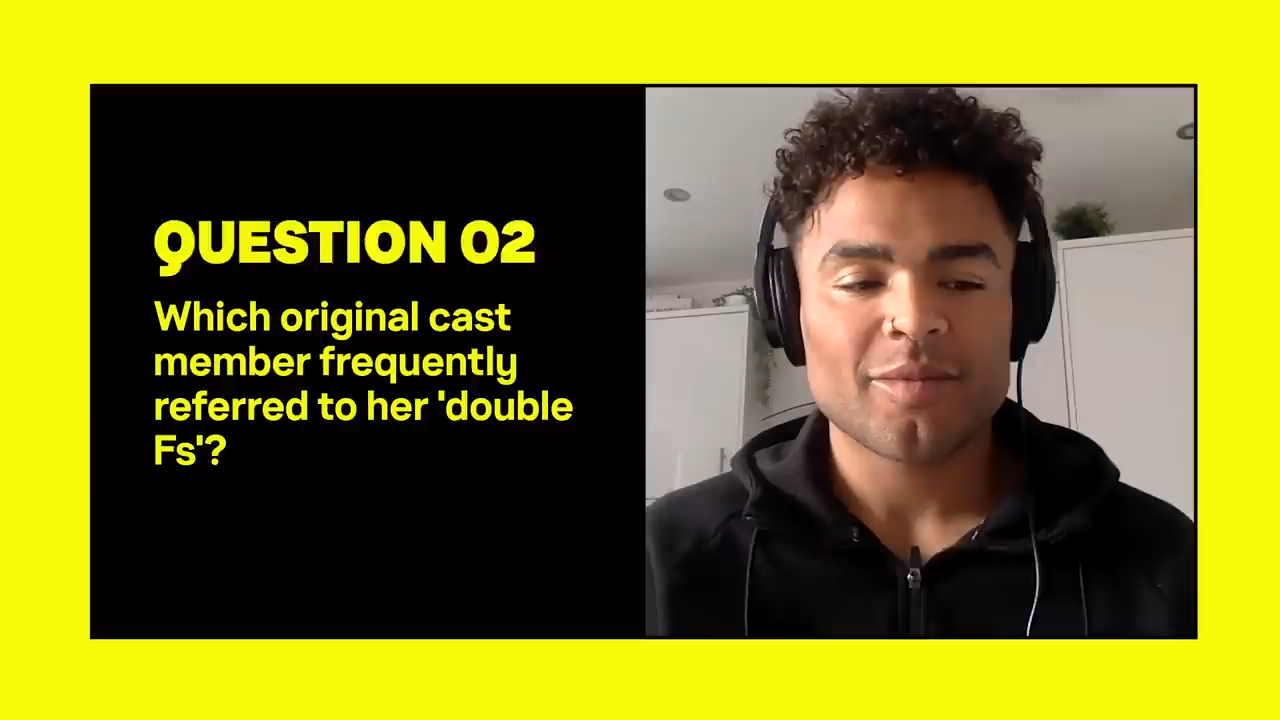 QUESTION 02
Which original cast
member frequently
referred to her 'double
Fs'?